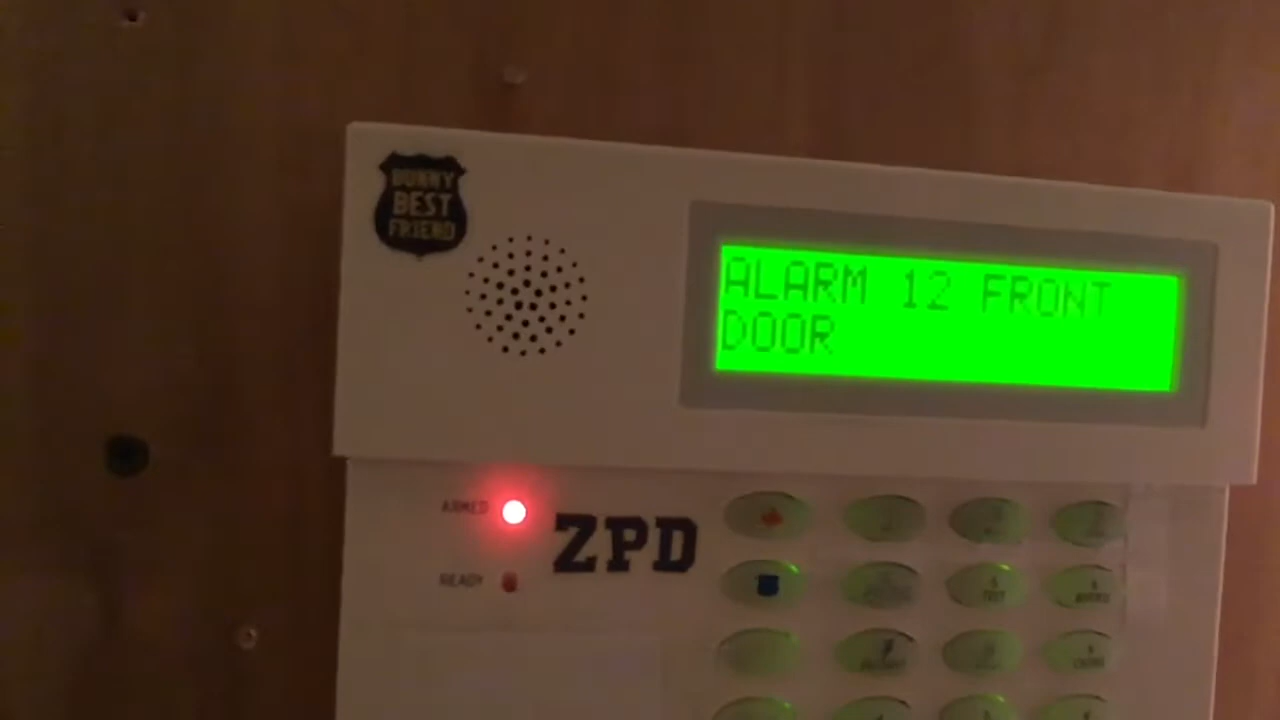 BUNNY
BEST
FRIEND
ALARM 12 FRONT
DOOR
ARMED
ZPD
READY